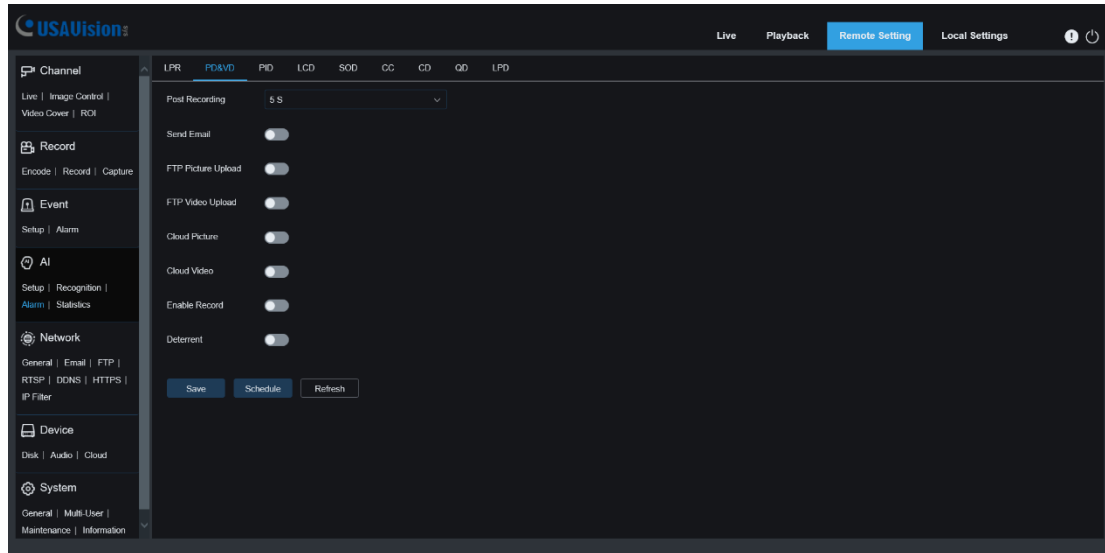 USAVision
Live Playback Remote Setting Local Settings
Channel
Live | Image Control |
Video Cover | ROI
Record
Encode | Record | Capture
Event
Setup | Alarm
AI
Setup | Recognition |
Alarm | Statistics
Network
General | Email | FTP |
RTSP | DDNS | HTTPS |
IP Filter
Device
Disk | Audio | Cloud
System
General | Multi-User |
Maintenance | Information
LPR PD&VD PID LCD SOD CC CD QD LPD
Post Recording 5 S
Send Email
FTP Picture Upload
FTP Video Upload
Cloud Picture
Cloud Video
Enable Record
Deterrent
Save Schedule Refresh